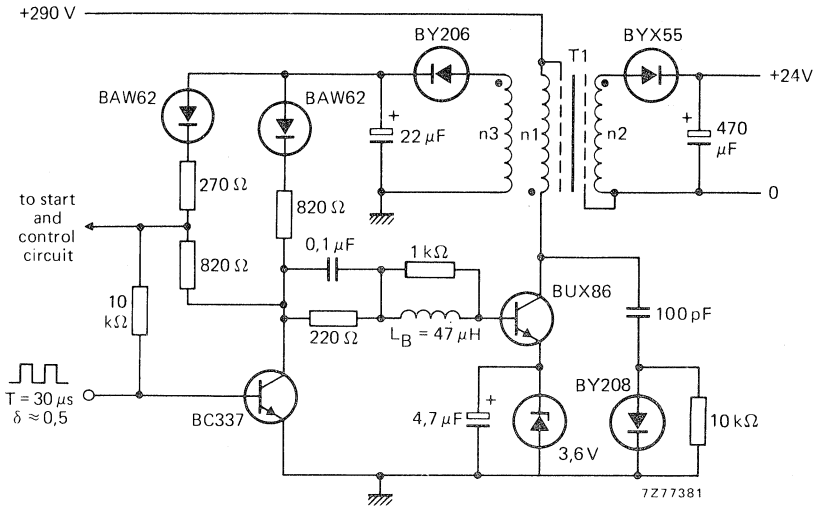 +290 V
BY206
T1
BYX55
+24V
BAW62
BAW62
+
22 µF
n3
n1
n2
+
470
µF
270 Ω
0
to start
and
control
circuit
820 Ω
820 Ω
0,1 µF
1 kΩ
BUX86
10
kΩ
220 Ω
L_B = 47 µH
100 pF
T = 30 µs
δ ≈ 0,5
BC337
4,7 µF
+
BY208
3,6 V
10 kΩ
7Z77381